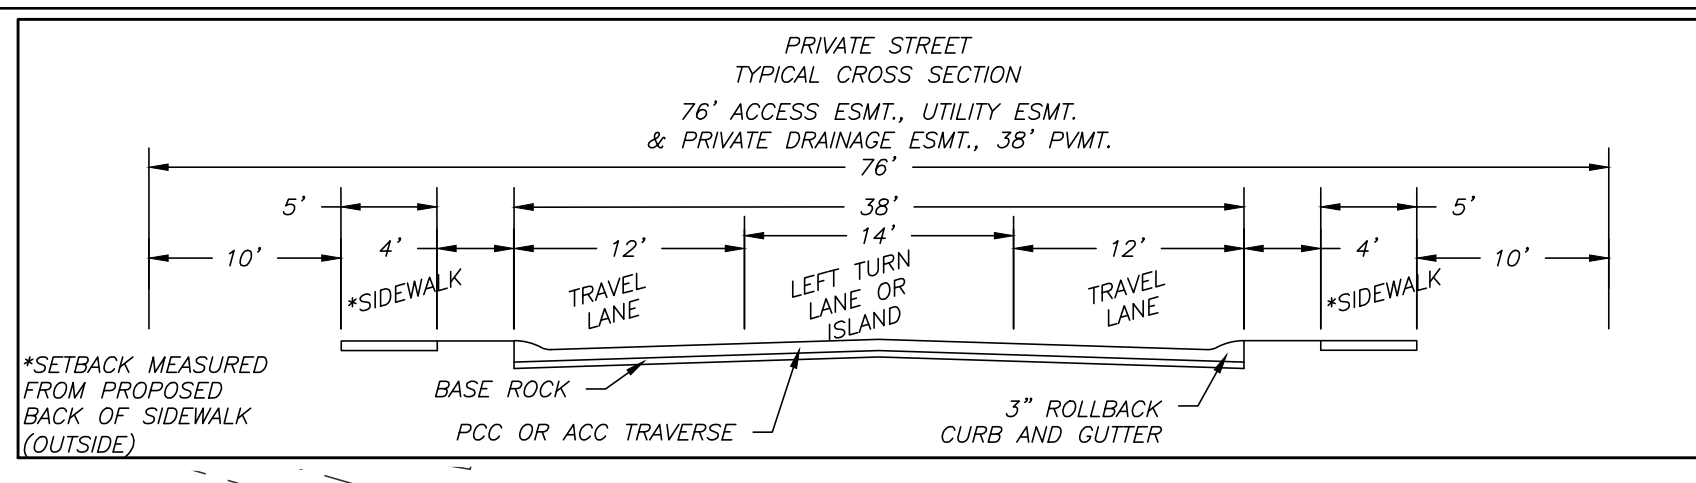 PRIVATE STREET
TYPICAL CROSS SECTION
76' ACCESS ESMT., UTILITY ESMT.
& PRIVATE DRAINAGE ESMT., 38' PVMT.
76'
5'
38'
5'
14'
10'
4'
12'
12'
4'
10'
*SIDEWALK
TRAVEL
LANE
LEFT TURN
LANE OR
ISLAND
TRAVEL
LANE
*SIDEWALK
*SETBACK MEASURED
FROM PROPOSED
BACK OF SIDEWALK
(OUTSIDE)
BASE ROCK
PCC OR ACC TRAVERSE
3" ROLLBACK
CURB AND GUTTER